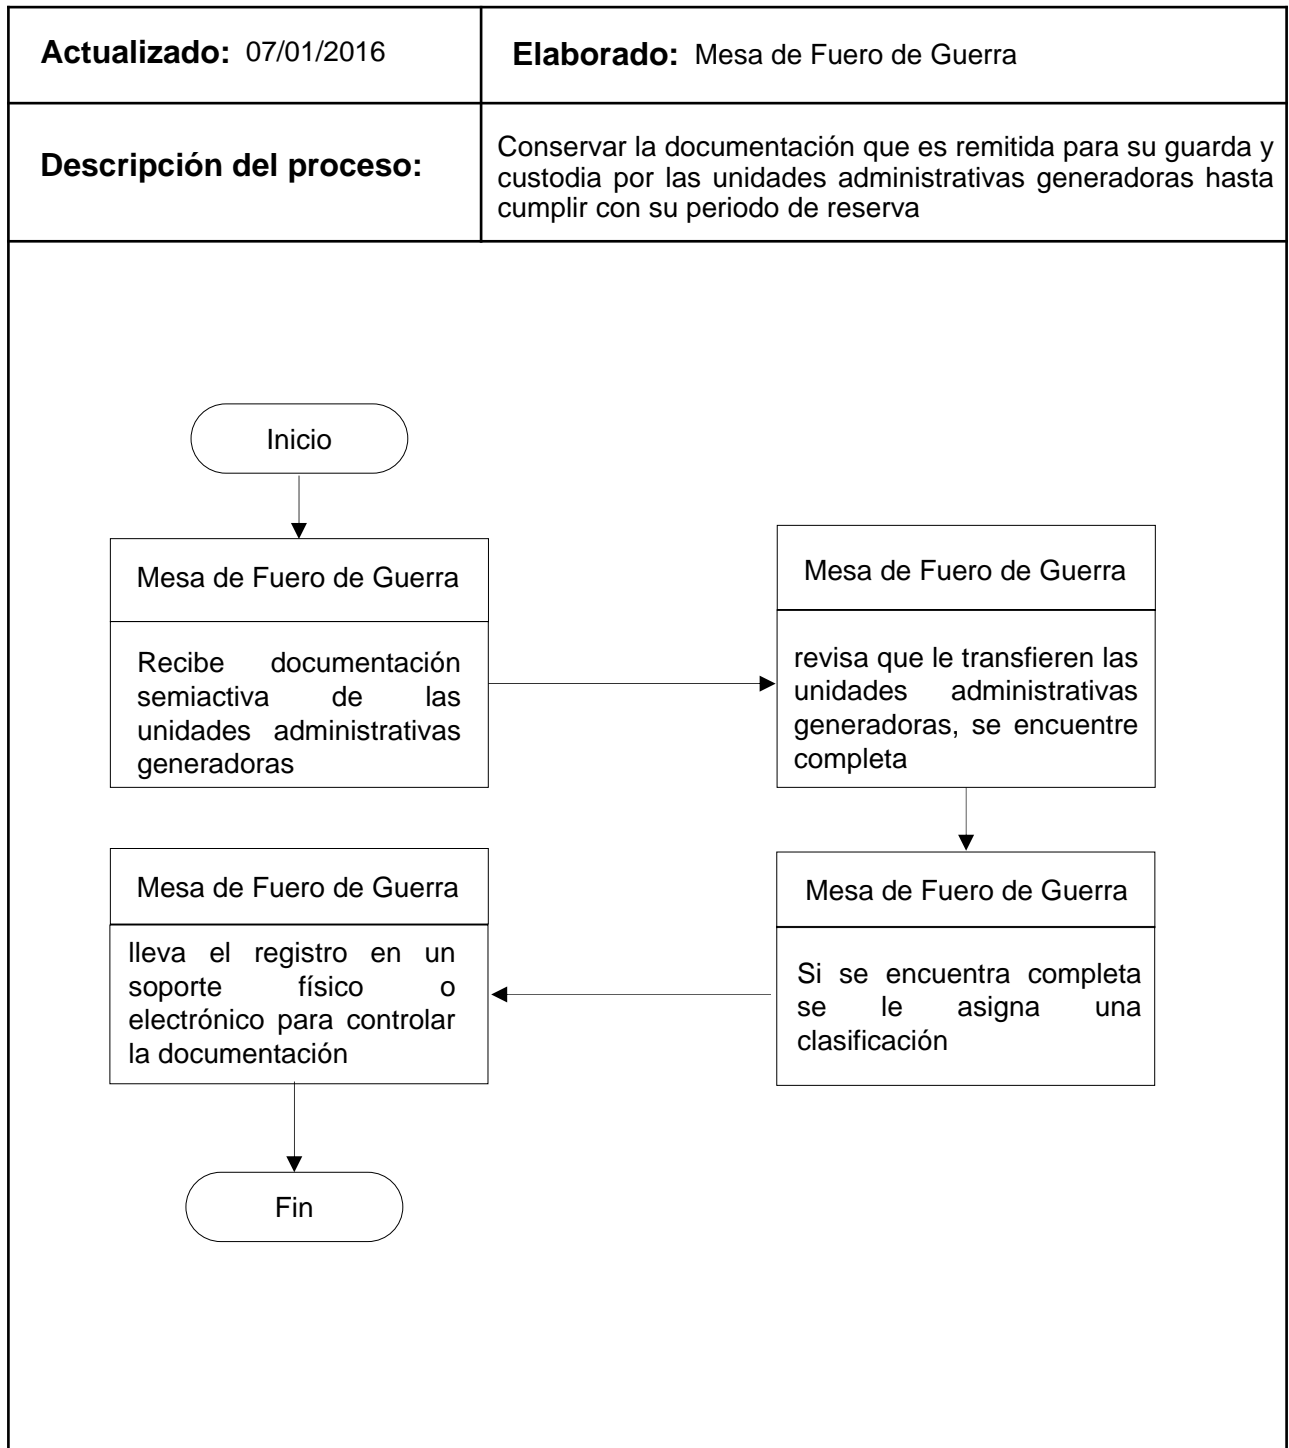 Actualizado: 07/01/2016
Elaborado: Mesa de Fuero de Guerra
Descripción del proceso:
Conservar la documentación que es remitida para su guarda y
custodia por las unidades administrativas generadoras hasta
cumplir con su periodo de reserva
Inicio
Mesa de Fuero de Guerra
Recibe documentación
semiactiva de las
unidades administrativas
generadoras
Mesa de Fuero de Guerra
revisa que le transfieren las
unidades administrativas
generadoras, se encuentre
completa
Mesa de Fuero de Guerra
Si se encuentra completa
se le asigna una
clasificación
Mesa de Fuero de Guerra
lleva el registro en un
soporte físico o
electrónico para controlar
la documentación
Fin